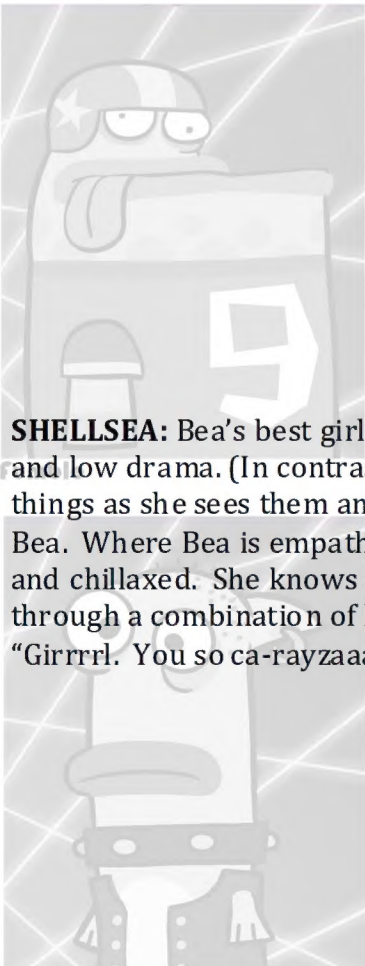 9
SHELLSEA: Bea's best girl
and low drama. (In contra
things as she sees them an
Bea. Where Bea is empath
and chillaxed. She knows
through a combination of
"Girrrrl. You so ca-rayzaa